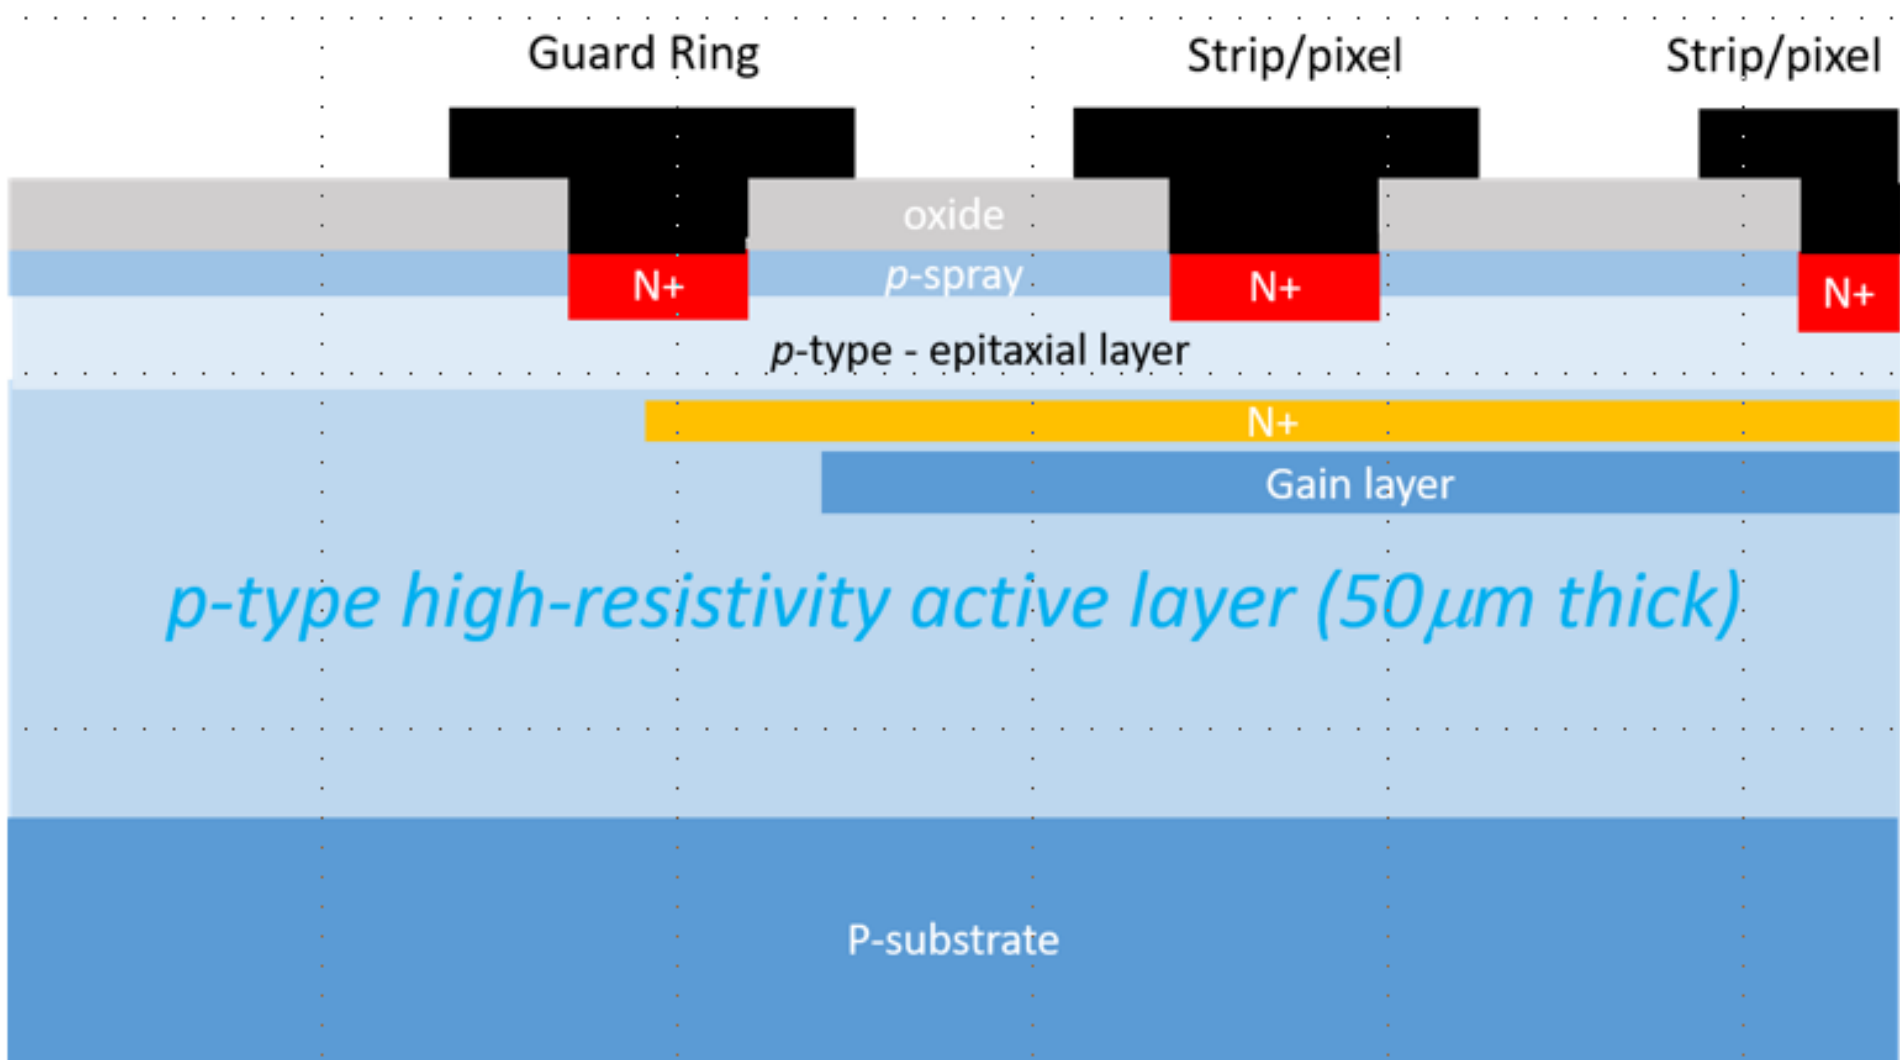 Guard Ring
Strip/pixel
Strip/pixel
oxide
p-spray
N+
N+
N+
p-type - epitaxial layer
N+
Gain layer
p-type high-resistivity active layer (50μm thick)
P-substrate